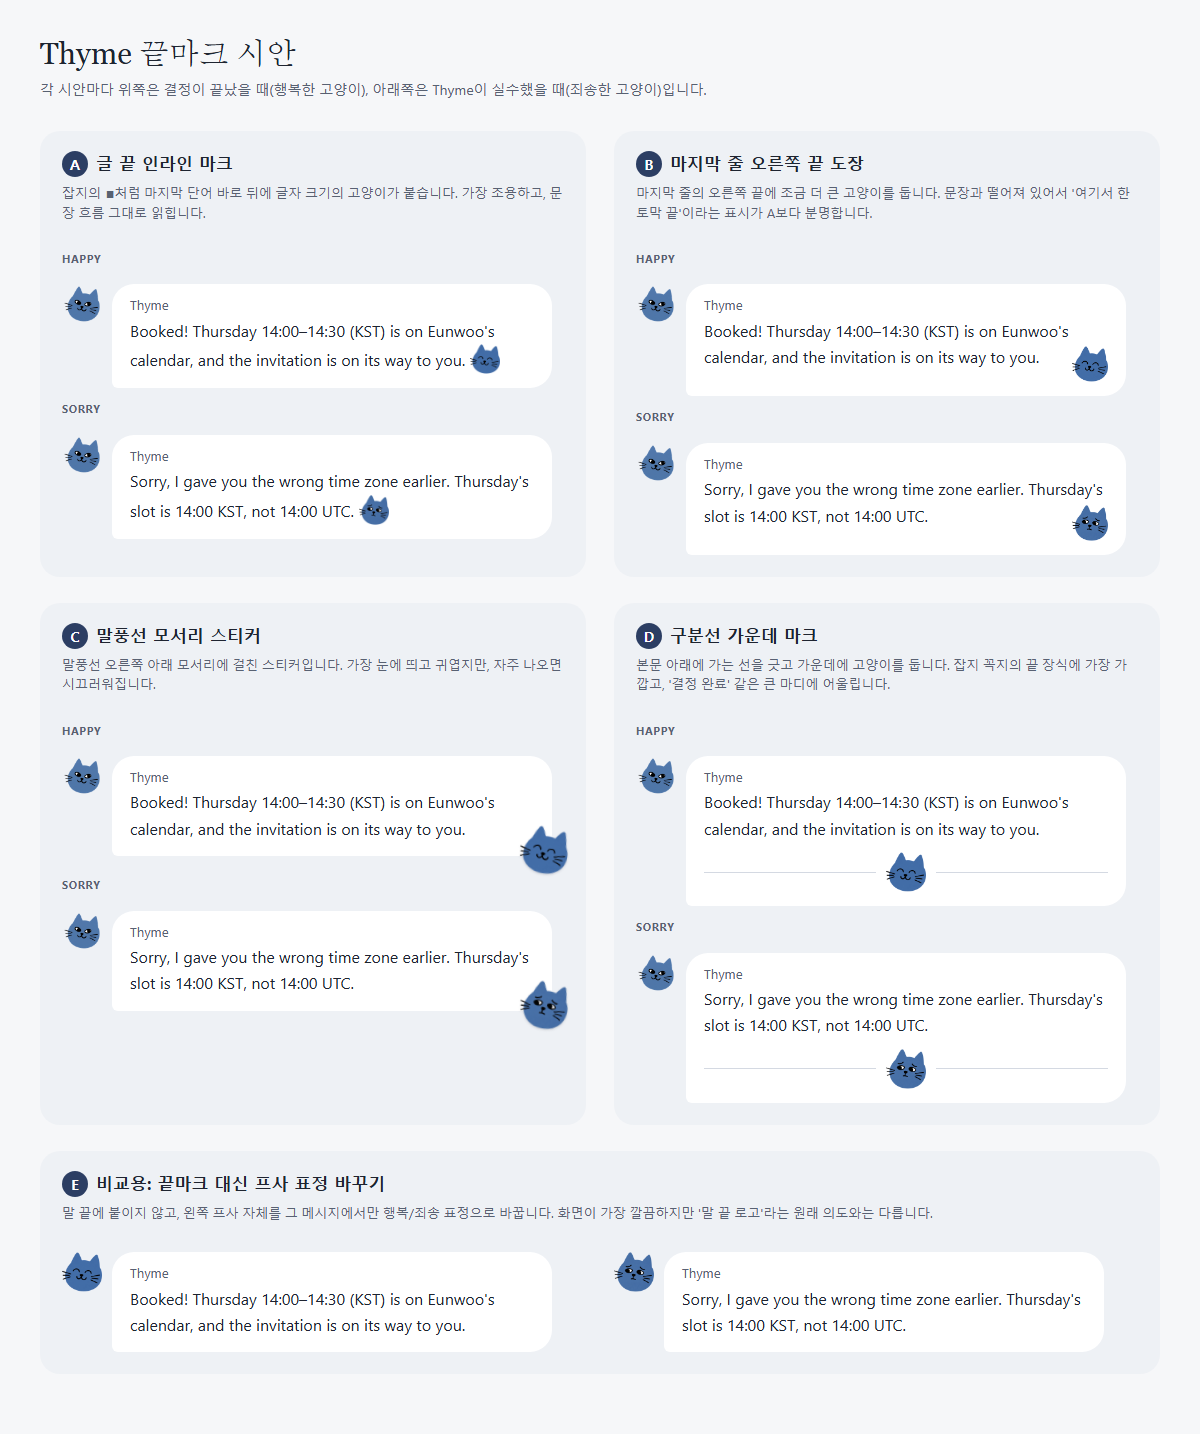 Thyme 끝마크 시안
각 시안마다 위쪽은 결정이 끝났을 때(행복한 고양이), 아래쪽은 Thyme이 실수했을 때(죄송한 고양이)입니다.
A 글 끝 인라인 마크
잡지의 ■처럼 마지막 단어 바로 뒤에 글자 크기의 고양이가 붙습니다. 가장 조용하고, 문
장 흐름 그대로 읽힙니다.
HAPPY
Thyme
Booked! Thursday 14:00–14:30 (KST) is on Eunwoo's
calendar, and the invitation is on its way to you.
SORRY
Thyme
Sorry, I gave you the wrong time zone earlier. Thursday's
slot is 14:00 KST, not 14:00 UTC.
B 마지막 줄 오른쪽 끝 도장
마지막 줄의 오른쪽 끝에 조금 더 큰 고양이를 둡니다. 문장과 떨어져 있어서 '여기서 한
토막 끝'이라는 표시가 A보다 분명합니다.
HAPPY
Thyme
Booked! Thursday 14:00–14:30 (KST) is on Eunwoo's
calendar, and the invitation is on its way to you.
SORRY
Thyme
Sorry, I gave you the wrong time zone earlier. Thursday's
slot is 14:00 KST, not 14:00 UTC.
C 말풍선 모서리 스티커
말풍선 오른쪽 아래 모서리에 걸친 스티커입니다. 가장 눈에 띄고 귀엽지만, 자주 나오면
시끄러워집니다.
HAPPY
Thyme
Booked! Thursday 14:00–14:30 (KST) is on Eunwoo's
calendar, and the invitation is on its way to you.
SORRY
Thyme
Sorry, I gave you the wrong time zone earlier. Thursday's
slot is 14:00 KST, not 14:00 UTC.
D 구분선 가운데 마크
본문 아래에 가는 선을 긋고 가운데에 고양이를 둡니다. 잡지 꼭지의 끝 장식에 가장 가
깝고, '결정 완료' 같은 큰 마디에 어울립니다.
HAPPY
Thyme
Booked! Thursday 14:00–14:30 (KST) is on Eunwoo's
calendar, and the invitation is on its way to you.
SORRY
Thyme
Sorry, I gave you the wrong time zone earlier. Thursday's
slot is 14:00 KST, not 14:00 UTC.
E 비교용: 끝마크 대신 프사 표정 바꾸기
말 끝에 붙이지 않고, 왼쪽 프사 자체를 그 메시지에서만 행복/죄송 표정으로 바꿉니다. 화면이 가장 깔끔하지만 '말 끝 로고'라는 원래 의도와는 다릅니다.
Thyme
Booked! Thursday 14:00–14:30 (KST) is on Eunwoo's
calendar, and the invitation is on its way to you.
Thyme
Sorry, I gave you the wrong time zone earlier. Thursday's
slot is 14:00 KST, not 14:00 UTC.